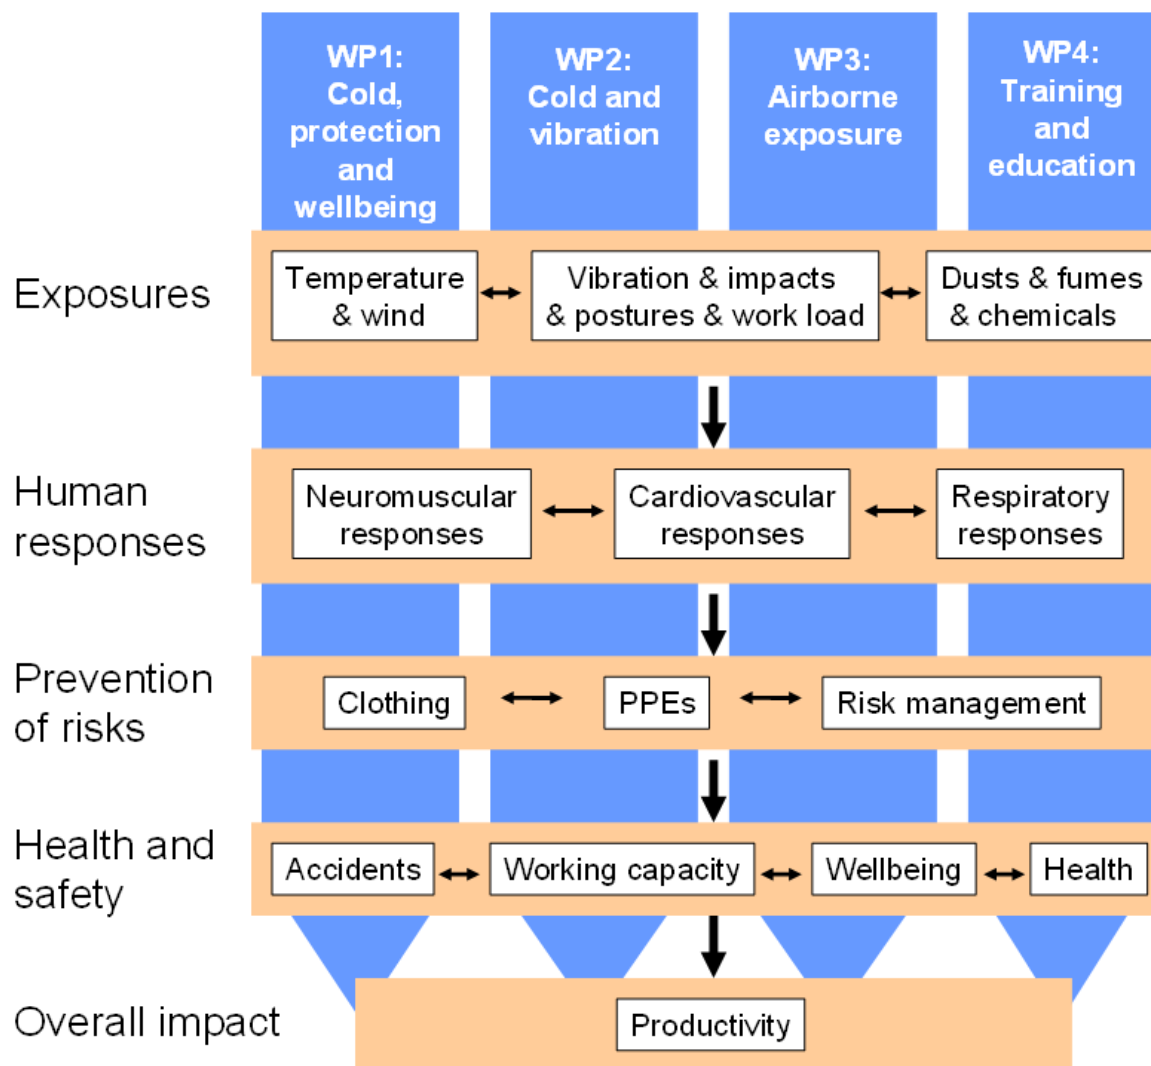 WP1:
Cold,
protection
and
wellbeing
WP2:
Cold and
vibration
WP3:
Airborne
exposure
WP4:
Training
and
education
Exposures
Temperature
& wind
Vibration & impacts
& postures & work load
Dusts & fumes
& chemicals
Human
responses
Neuromuscular
responses
Cardiovascular
responses
Respiratory
responses
Prevention
of risks
Clothing
PPEs
Risk management
Health and
safety
Accidents
Working capacity
Wellbeing
Health
Overall impact
Productivity